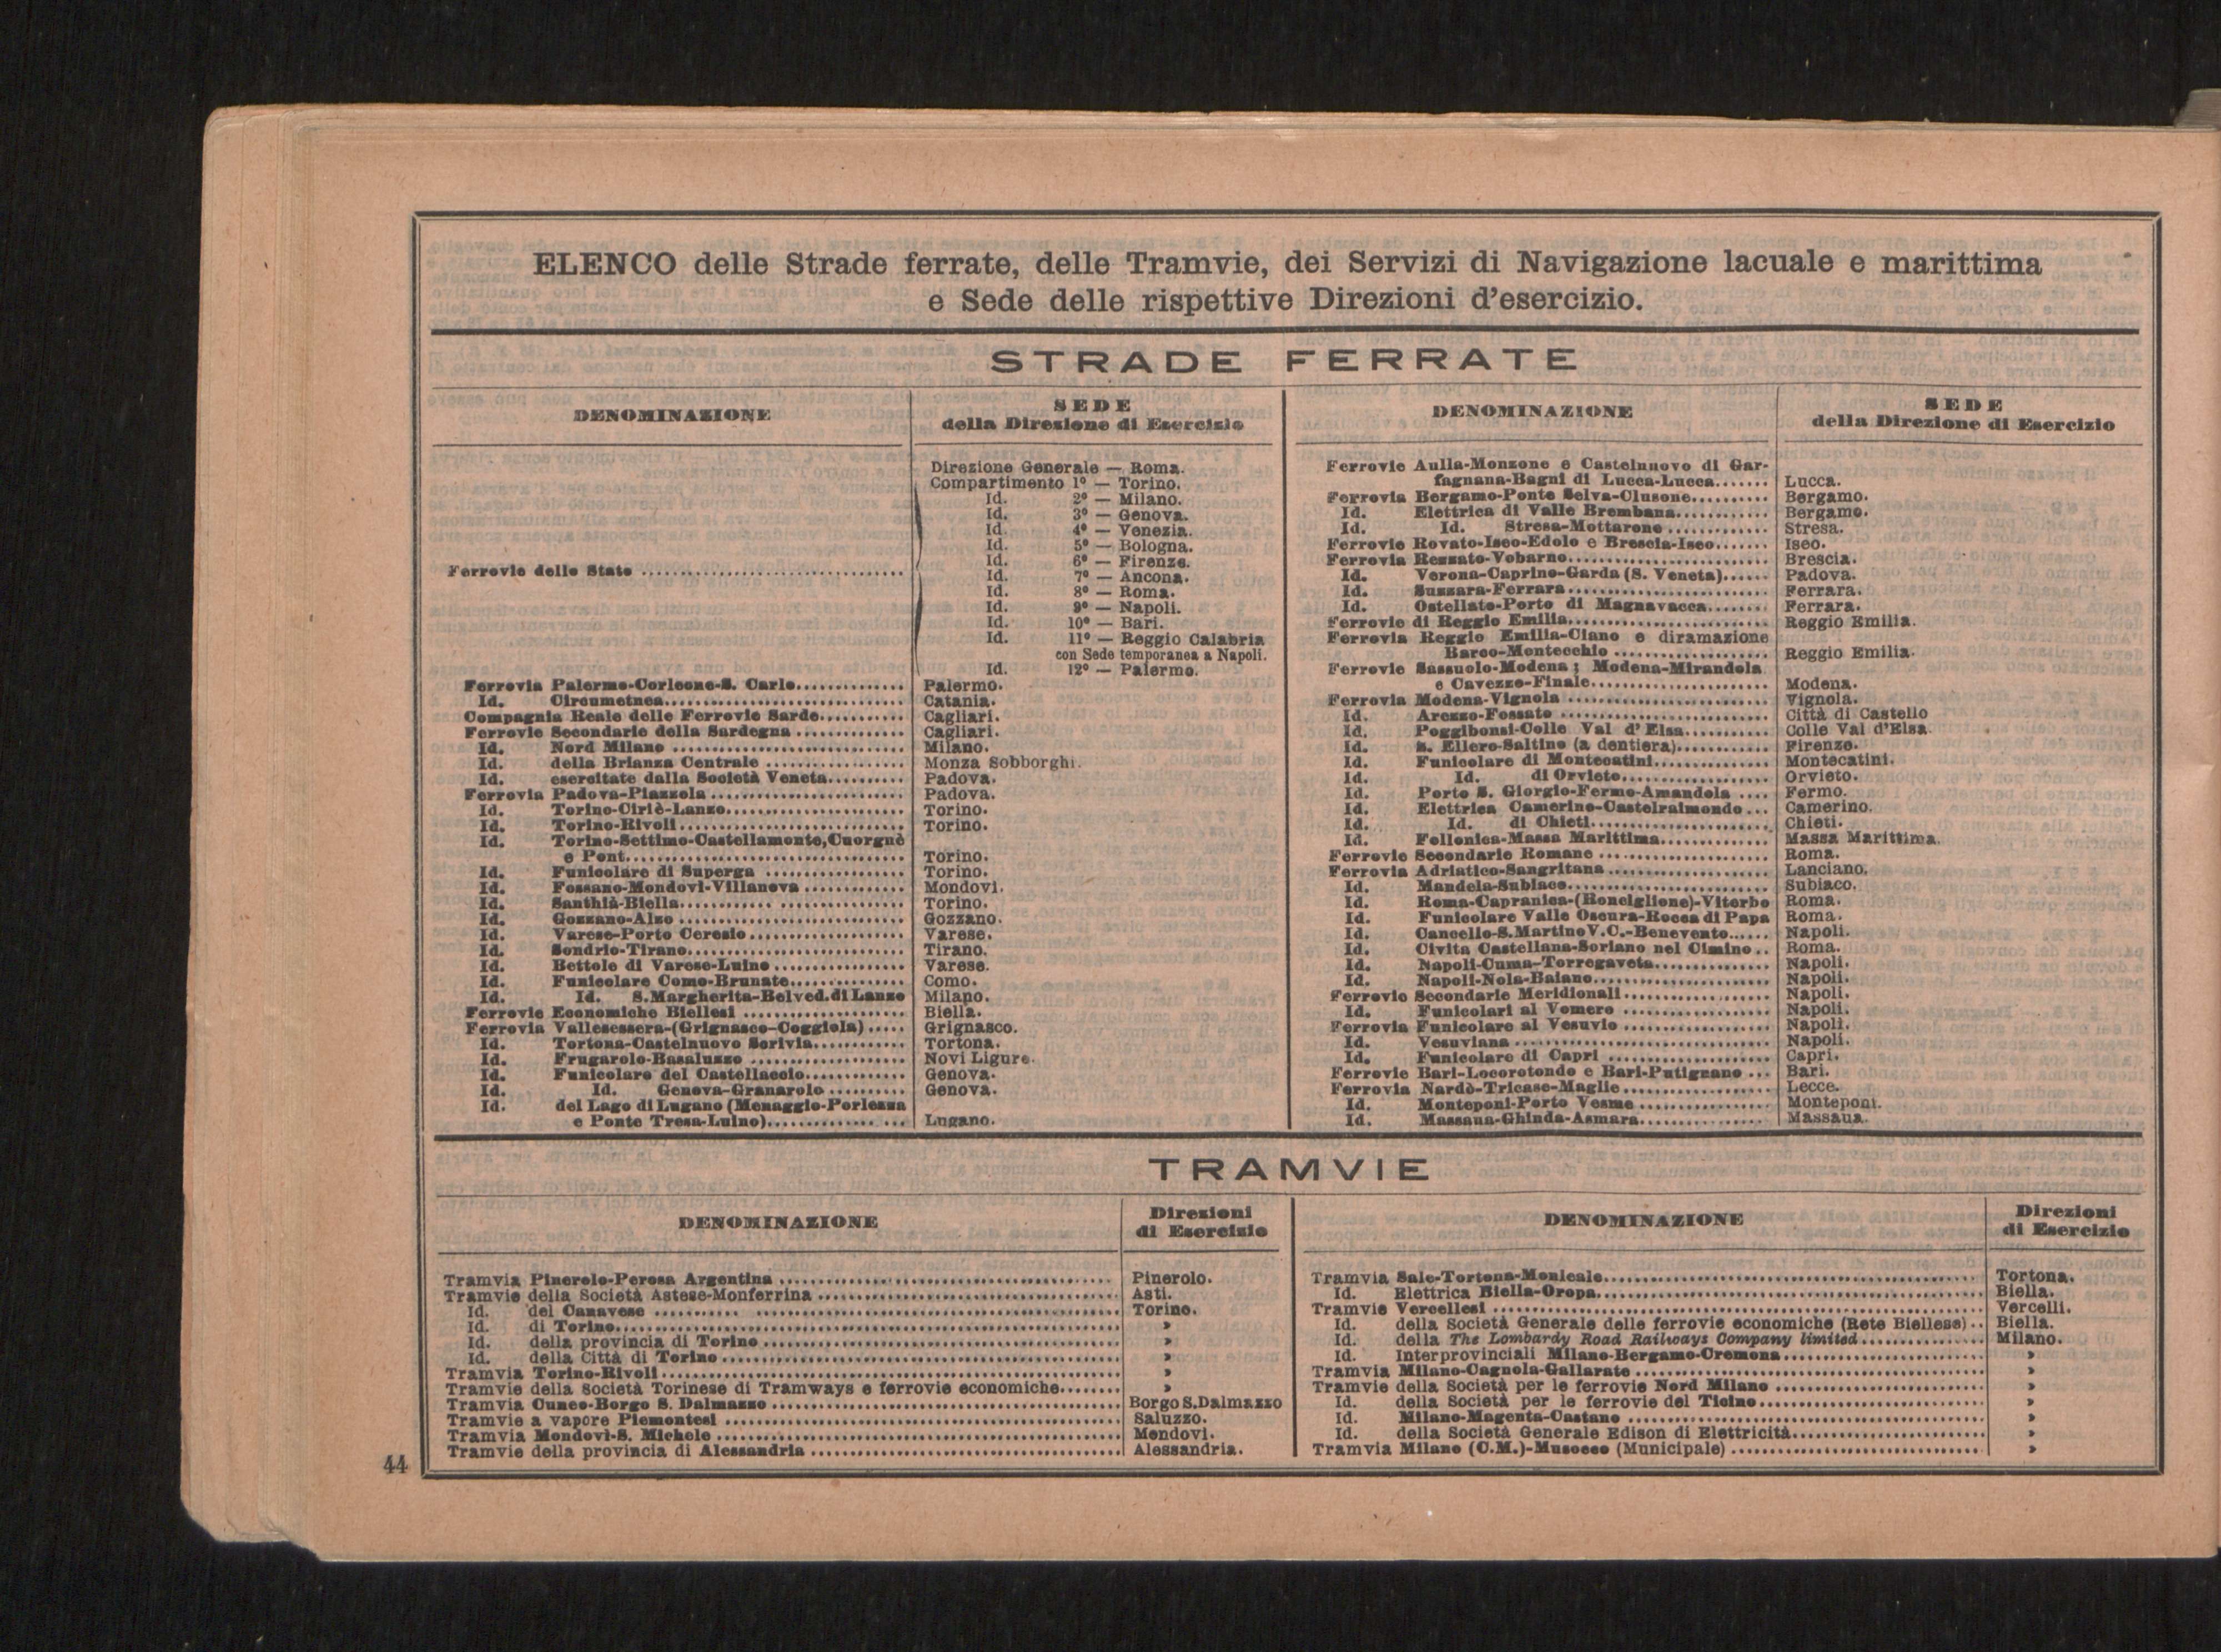 ELENCO delle Strade ferrate, delle Tramvie, dei Servizi di Navigazione lacuale e marittima
e Sede delle rispettive Direzioni d'esercizio.
STRADE FERRATE
DENOMINAZIONE
SEDE
della Direzione di Esercizio
Ferrovie dello Stato
Direzione Generale — Roma.
Compartimento 1º — Torino.
Id. 2º — Milano.
Id. 3º — Genova.
Id. 4º — Venezia.
Id. 5º — Bologna.
Id. 6º — Firenze.
Id. 7º — Ancona.
Id. 8º — Roma.
Id. 9º — Napoli.
Id. 10º — Bari.
Id. 11º — Reggio Calabria
con Sede temporanea a Napoli.
Id. 12º — Palermo.
Ferrovia Palermo-Corleone-S. Carlo.............. Palermo.
Id. Circumetnea.............. Catania.
Compagnia Reale delle Ferrovie Sarde........... Cagliari.
Ferrovie Secondarie della Sardegna .............. Cagliari.
Id. Nord Milano .............. Milano.
Id. della Brianza Centrale .............. Monza Sobborghi.
Id. esercitate dalla Società Veneta.......... Padova.
Ferrovia Padova-Piazzola .............. Padova.
Id. Torino-Ciriè-Lanzo.............. Torino.
Id. Torino-Rivoli.............. Torino.
Id. Torino-Settimo-Castellamonte, Cuorgnè
e Pont.............. Torino.
Id. Funicolare di Superga .............. Torino.
Id. Fossano-Mondovì-Villanova ............. Mondovì.
Id. Santhià-Biella.............. Torino.
Id. Gozzano-Alzo .............. Gozzano.
Id. Varese-Porto Ceresio.............. Varese.
Id. Sondrio-Tirano.............. Tirano.
Id. Bettole di Varese-Luino.............. Varese.
Id. Funicolare Como-Brunate.............. Como.
Id. Id. S.Margherita-Belved.di Lanzo Milano.
Ferrovie Economiche Biellesi .............. Biella.
Ferrovia Vallesessera-(Grignasco-Coggiola)..... Grignasco.
Id. Tortona-Castelnuovo Scrivia............ Tortona.
Id. Frugarolo-Basaluzzo .............. Novi Ligure.
Id. Funicolare del Castellaccio............. Genova.
Id. Id. Genova-Granarolo .......... Genova.
Id. del Lago di Lugano (Menaggio-Porlezza
e Ponte Tresa-Luino).............. Lugano.
DENOMINAZIONE
SEDE
della Direzione di Esercizio
Ferrovie Aulla-Monzone e Castelnuovo di Gar-
fagnana-Bagni di Lucca-Lucca....... Lucca.
Ferrovia Bergamo-Ponte Selva-Clusone.......... Bergamo.
Id. Elettrica di Valle Brembana............ Bergamo.
Id. Id. Stresa-Mottarone ............. Stresa.
Ferrovie Rovato-Iseo-Edolo e Brescia-Iseo....... Iseo.
Ferrovia Rezzato-Vobarno.............. Brescia.
Id. Verona-Caprino-Garda (S. Veneta)...... Padova.
Id. Suzzara-Ferrara.............. Ferrara.
Id. Ostellato-Porto di Magnavacca........ Ferrara.
Ferrovie di Reggio Emilia.............. Reggio Emilia.
Ferrovia Reggio Emilia-Ciano e diramazione
Barco-Montecchio .............. Reggio Emilia.
Ferrovie Sassuolo-Modena; Modena-Mirandola
e Cavezzo-Finale.............. Modena.
Ferrovia Modena-Vignola .............. Vignola.
Id. Arezzo-Fossato .............. Città di Castello
Id. Poggibonsi-Colle Val d'Elsa........... Colle Val d'Elsa.
Id. S. Ellero-Saltino (a dentiera)............ Firenze.
Id. Funicolare di Montecatini.............. Montecatini.
Id. Id. di Orvieto.............. Orvieto.
Id. Porto S. Giorgio-Fermo-Amandola .... Fermo.
Id. Elettrica Camerino-Castelraimondo ... Camerino.
Id. Id. di Chieti.............. Chieti.
Id. Follonica-Massa Marittima............. Massa Marittima.
Ferrovie Secondarie Romane .............. Roma.
Ferrovia Adriatico-Sangritana .............. Lanciano.
Id. Mandela-Subiaco.............. Subiaco.
Id. Roma-Capranica-(Ronciglione)-Viterbo Roma.
Id. Funicolare Valle Oscura-Rocca di Papa Roma.
Id. Cancello-S.Martino V.C.-Benevento...... Napoli.
Id. Civita Castellana-Soriano nel Cimino.. Roma.
Id. Napoli-Cuma-Torregaveta.............. Napoli.
Id. Napoli-Nola-Baiano.............. Napoli.
Ferrovie Secondarie Meridionali.............. Napoli.
Id. Funicolari al Vomero .............. Napoli.
Ferrovia Funicolare al Vesuvio .............. Napoli.
Id. Vesuviana .............. Napoli.
Id. Funicolare di Capri .............. Capri.
Ferrovie Bari-Locorotondo e Bari-Putignano ... Bari.
Ferrovia Nardò-Tricase-Maglie.............. Lecce.
Id. Monteponi-Porto Vesme .............. Monteponi.
Id. Massaua-Ghinda-Asmara.............. Massaua.
TRAMVIE
DENOMINAZIONE
Direzioni
di Esercizio
Tramvia Pinerolo-Perosa Argentina .............. Pinerolo.
Tramvie della Società Astese-Monferrina .............. Asti.
Id. del Canavese .............. Torino.
Id. di Torino.............. »
Id. della provincia di Torino .............. »
Id. della Città di Torino .............. »
Tramvia Torino-Rivoli.............. »
Tramvie della Società Torinese di Tramways e ferrovie economiche........ »
Tramvia Cuneo-Borgo S. Dalmazzo .............. Borgo S.Dalmazzo
Tramvie a vapore Piemontesi .............. Saluzzo.
Tramvia Mondovì-S. Michele .............. Mondovì.
Tramvie della provincia di Alessandria .............. Alessandria.
DENOMINAZIONE
Direzioni
di Esercizio
Tramvia Sale-Tortona-Monleale.............. Tortona.
Id. Elettrica Biella-Oropa.............. Biella.
Tramvie Vercellesi .............. Vercelli.
Id. della Società Generale delle ferrovie economiche (Rete Biellese).. Biella.
Id. della The Lombardy Road Railways Company limited.............. Milano.
Id. Interprovinciali Milano-Bergamo-Cremona.............. »
Tramvia Milano-Cagnola-Gallarate .............. »
Tramvie della Società per le ferrovie Nord Milano .............. »
Id. della Società per le ferrovie del Ticino.............. »
Id. Milano-Magenta-Castano .............. »
Id. della Società Generale Edison di Elettricità.............. »
Tramvia Milano (C.M.)-Musocco (Municipale) .............. »
44